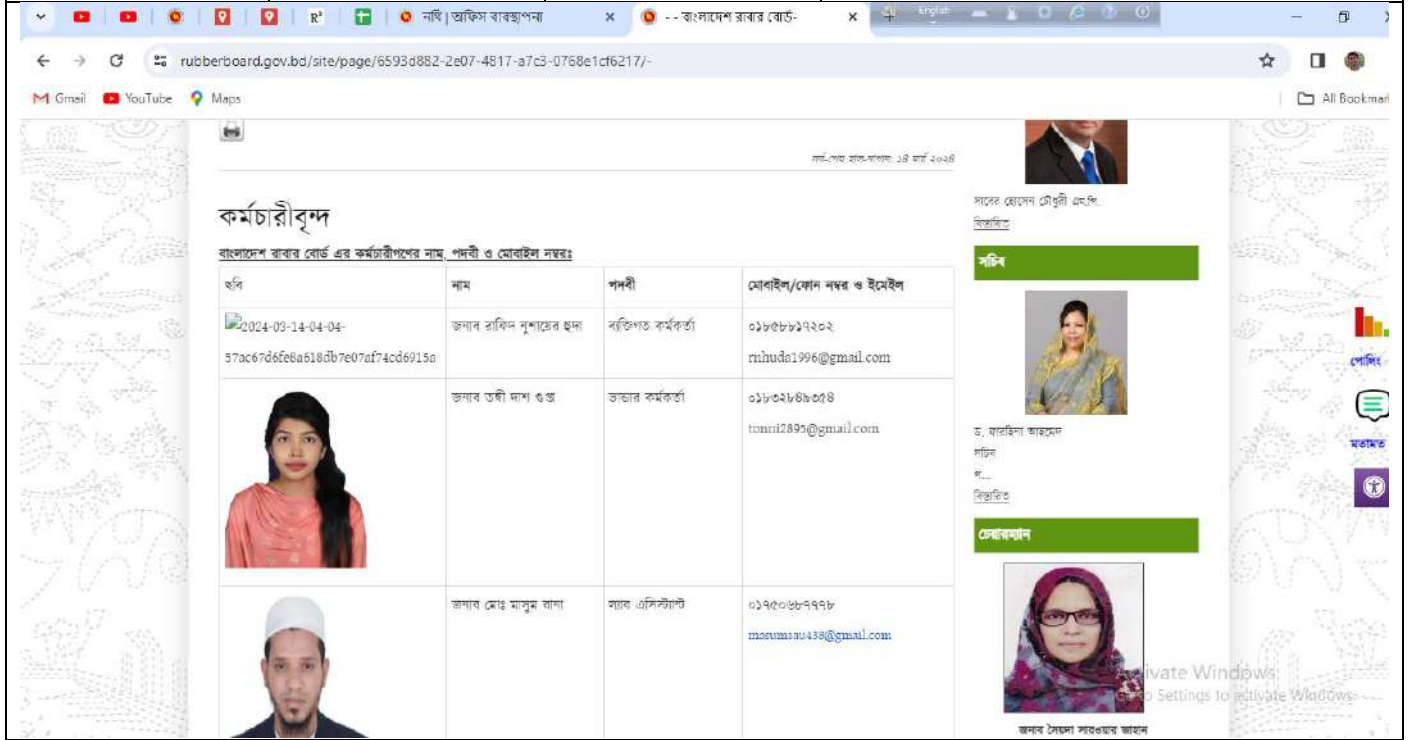 R²
নথি | অফিস ব্যবস্থাপনা
- - বাংলাদেশ রাবার বোর্ড-
English
rubberboard.gov.bd/site/page/6593d882-2e07-4817-a7c3-0768e1cf6217/-
Gmail YouTube Maps
All Bookmar
সর্ব-শেষ হাল-নাগাদ: ১৪ মার্চ ২০২৪
কর্মচারীবৃন্দ
বাংলাদেশ রাবার বোর্ড এর কর্মচারীগণের নাম, পদবী ও মোবাইল নম্বরঃ
ছবি নাম পদবী মোবাইল/ফোন নম্বর ও ইমেইল
2024-03-14-04-04- জনাব রাফিদ নুশায়ের হুদা ব্যক্তিগত কর্মকর্তা ০১৮৫৮৮১৭২০২
57ac67d6fe8a618db7e07af74cd6915a rnhuda1996@gmail.com
জনাব তন্বী দাশ গুপ্তা ভান্ডার কর্মকর্তা ০১৮৩২৮৪৯৩৫৪
tonni2895@gmail.com
জনাব মোঃ মাসুম রানা ল্যাব এসিস্ট্যান্ট
সাবের হোসেন চৌধুরী এম.পি.
বিস্তারিত
সচিব
ড. ফারহিনা আহমেদ
সচিব
প...
বিস্তারিত
চেয়ারম্যান
জনাব সৈয়দা সারওয়ার জাহান
পোলিং
মতামত
Activate Windows
Go to Settings to activate Windows.